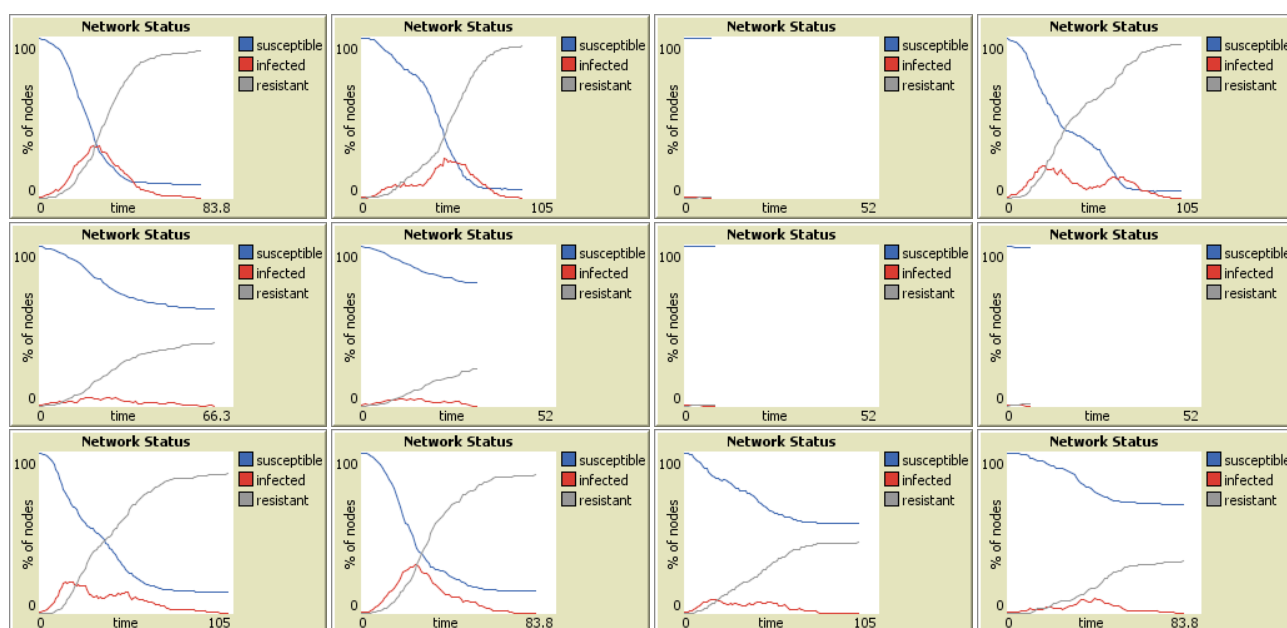 Network Status
100
susceptible
infected
resistant
% of nodes
0
0 time 83.8
Network Status
100
susceptible
infected
resistant
% of nodes
0
0 time 105
Network Status
100
susceptible
infected
resistant
% of nodes
0
0 time 52
Network Status
100
susceptible
infected
resistant
% of nodes
0
0 time 105
Network Status
100
susceptible
infected
resistant
% of nodes
0
0 time 66.3
Network Status
100
susceptible
infected
resistant
% of nodes
0
0 time 52
Network Status
100
susceptible
infected
resistant
% of nodes
0
0 time 52
Network Status
100
susceptible
infected
resistant
% of nodes
0
0 time 52
Network Status
100
susceptible
infected
resistant
% of nodes
0
0 time 105
Network Status
100
susceptible
infected
resistant
% of nodes
0
0 time 83.8
Network Status
100
susceptible
infected
resistant
% of nodes
0
0 time 105
Network Status
100
susceptible
infected
resistant
% of nodes
0
0 time 83.8